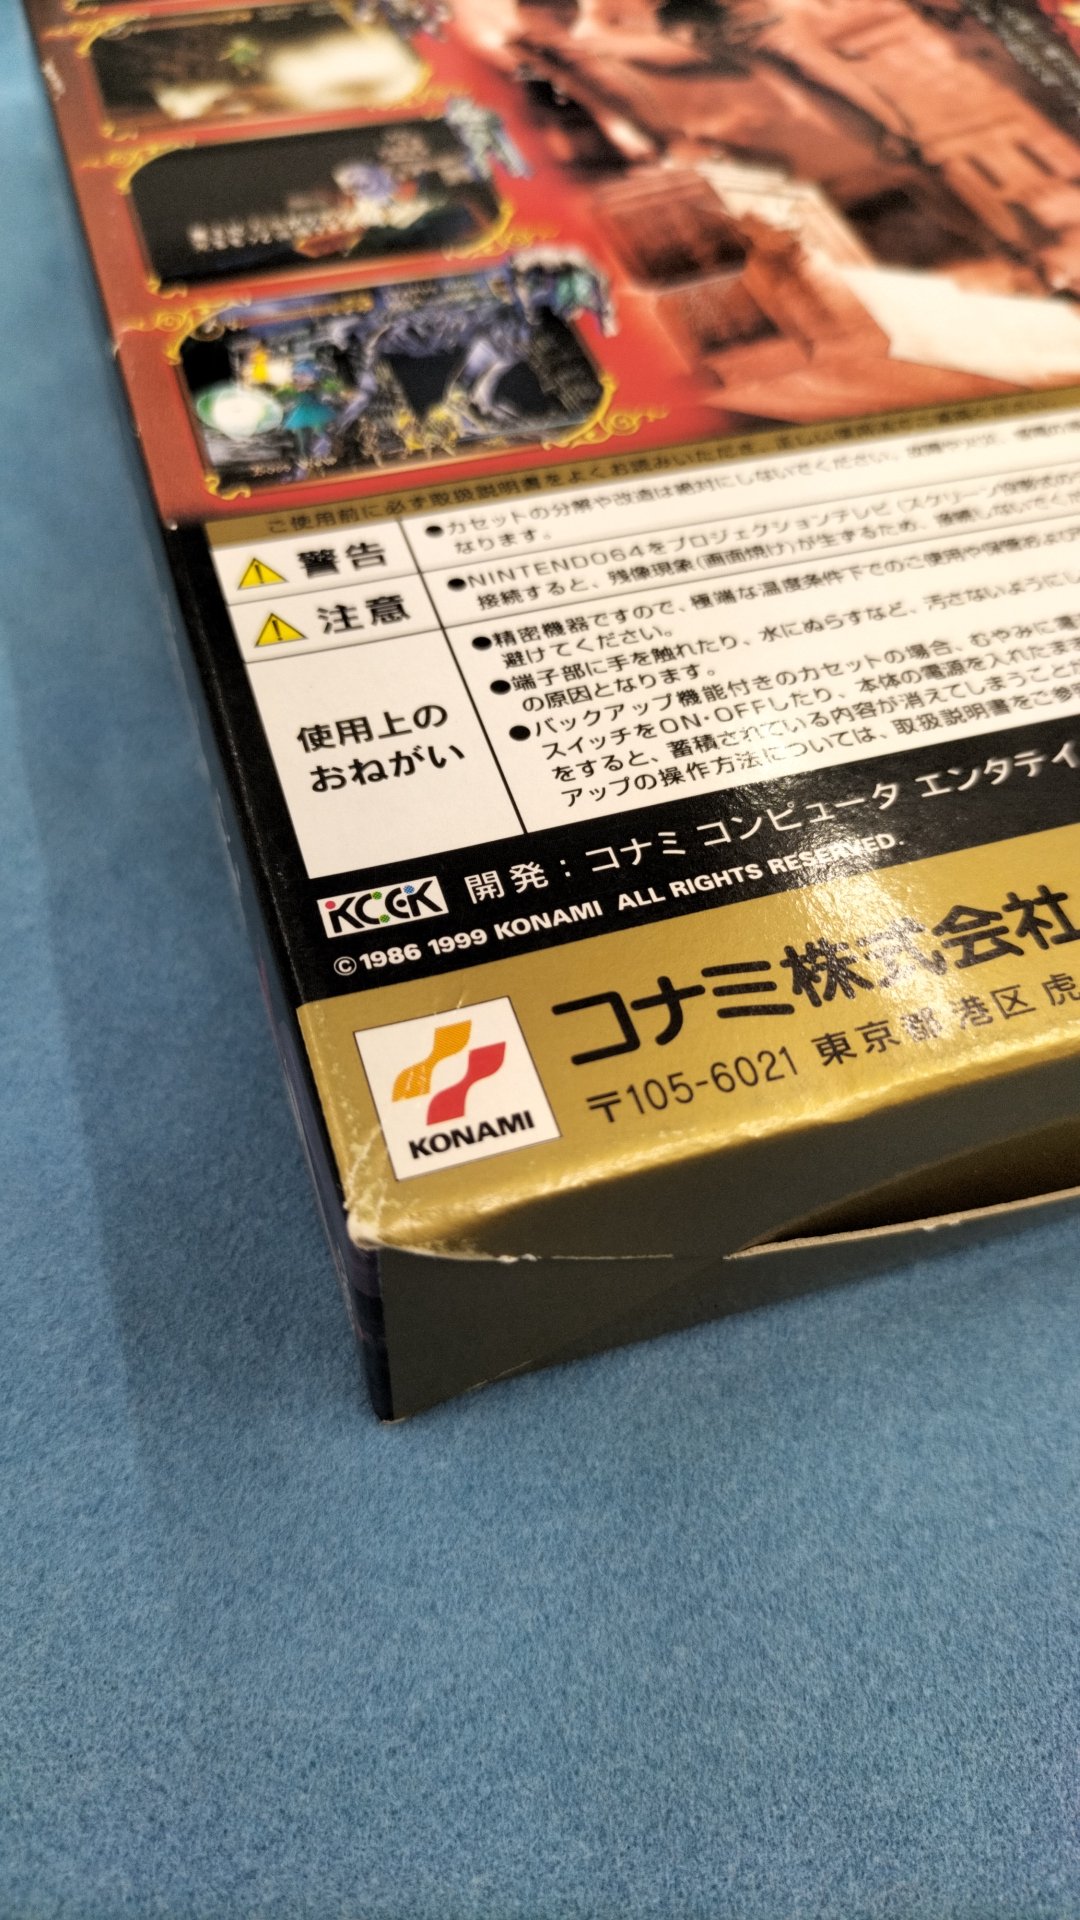 ご使用前に必ず取扱説明書をよくお読みいただき、正しい使用法でご愛用ください
警告
●カセットの分解や改造は絶対にしないでください。故障や火災、
なります。
注意
●NINTENDO64をプロジェクションテレビ(スクリーン投影式の
接続すると、残像現象(画面焼け)が生ずるため、接続しないでくだ
使用上の
おねがい
●精密機器ですので、極端な温度条件下でのご使用や保管および
避けてください。
●端子部に手を触れたり、水にぬらすなど、汚さないようにし
の原因となります。
●バックアップ機能付きのカセットの場合、むやみに電
スイッチをON・OFFしたり、本体の電源を入れたまま
をすると、蓄積されている内容が消えてしまうことが
アップの操作方法については、取扱説明書をご参
KCEK
開発：コナミ コンピュータ エンタテイ
©1986 1999 KONAMI ALL RIGHTS RESERVED.
KONAMI
コナミ株式会社
〒105-6021 東京都港区虎